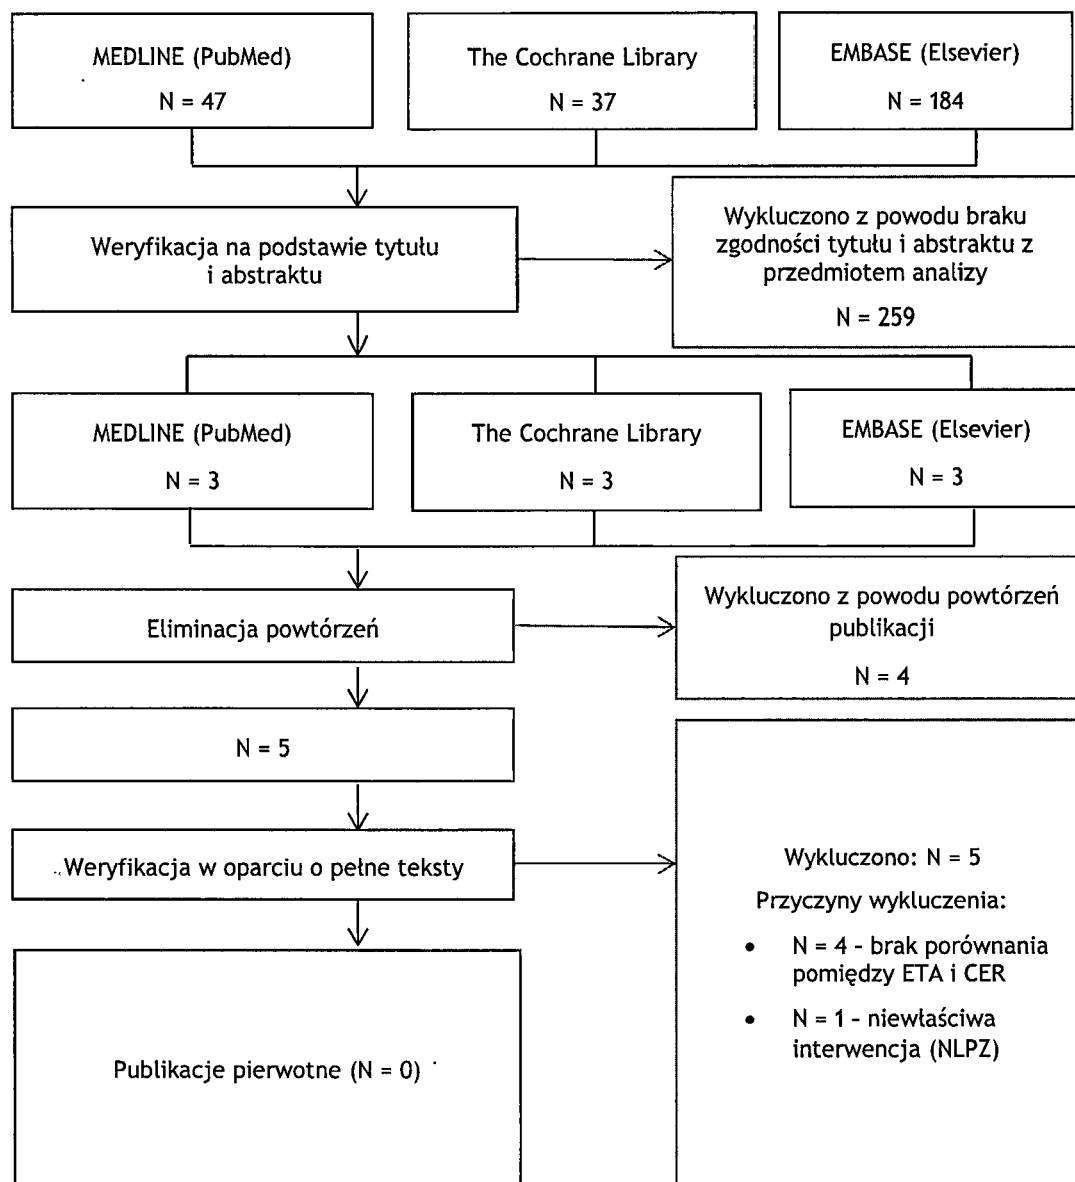 MEDLINE (PubMed)
N = 47
The Cochrane Library
N = 37
EMBASE (Elsevier)
N = 184
Weryfikacja na podstawie tytułu
i abstraktu
Wykluczono z powodu braku
zgodności tytułu i abstraktu z
przedmiotem analizy
N = 259
MEDLINE (PubMed)
N = 3
The Cochrane Library
N = 3
EMBASE (Elsevier)
N = 3
Eliminacja powtórzeń
Wykluczono z powodu powtórzeń
publikacji
N = 4
N = 5
Weryfikacja w oparciu o pełne teksty
Wykluczono: N = 5
Przyczyny wykluczenia:
• N = 4 - brak porównania
pomiędzy ETA i CER
• N = 1 - niewłaściwa
interwencja (NLPZ)
Publikacje pierwotne (N = 0)